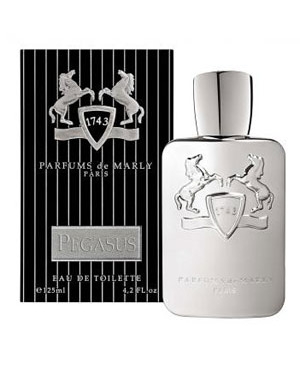 1743
PARFUMS de MARLY
PARIS
PEGASUS
EAU DE TOILETTE
℮125ml 4,2 Fl/oz
1743
PARFUMS de MARLY
PARIS